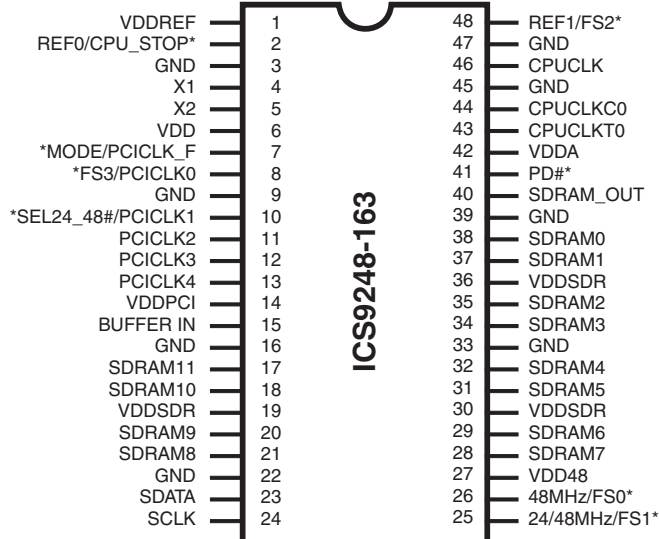 VDDREF 1 48 REF1/FS2*
REF0/CPU_STOP* 2 47 GND
GND 3 46 CPUCLK
X1 4 45 GND
X2 5 44 CPUCLKC0
VDD 6 43 CPUCLKT0
*MODE/PCICLK_F 7 42 VDDA
*FS3/PCICLK0 8 41 PD#*
GND 9 40 SDRAM_OUT
*SEL24_48#/PCICLK1 10 39 GND
PCICLK2 11 38 SDRAM0
PCICLK3 12 37 SDRAM1
PCICLK4 13 36 VDDSDR
VDDPCI 14 35 SDRAM2
BUFFER IN 15 34 SDRAM3
GND 16 33 GND
SDRAM11 17 32 SDRAM4
SDRAM10 18 31 SDRAM5
VDDSDR 19 30 VDDSDR
SDRAM9 20 29 SDRAM6
SDRAM8 21 28 SDRAM7
GND 22 27 VDD48
SDATA 23 26 48MHz/FS0*
SCLK 24 25 24/48MHz/FS1*
ICS9248-163